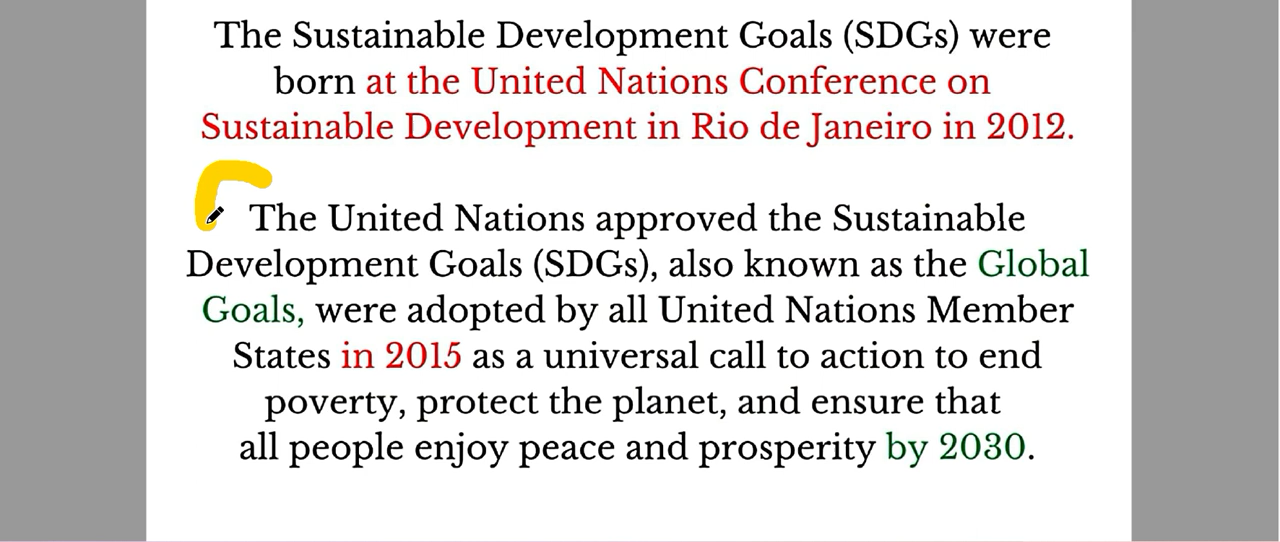 The Sustainable Development Goals (SDGs) were
born at the United Nations Conference on
Sustainable Development in Rio de Janeiro in 2012.
The United Nations approved the Sustainable
Development Goals (SDGs), also known as the Global
Goals, were adopted by all United Nations Member
States in 2015 as a universal call to action to end
poverty, protect the planet, and ensure that
all people enjoy peace and prosperity by 2030.